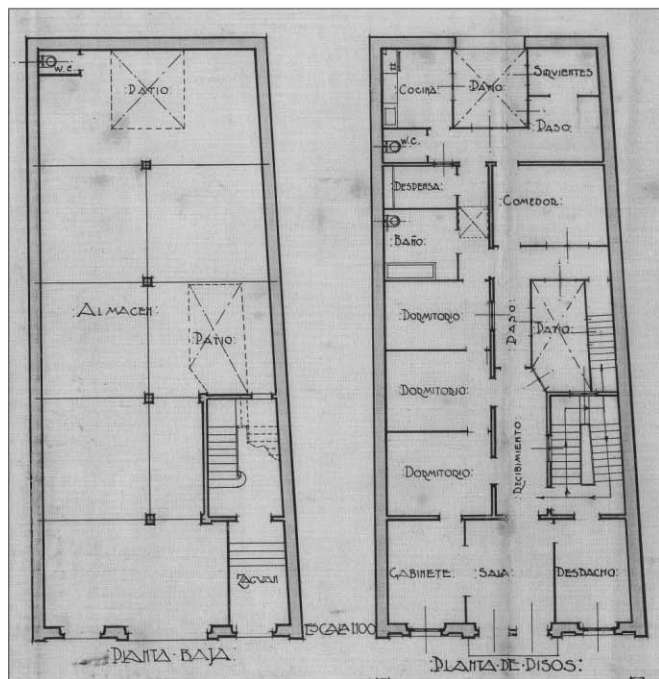 W.C.
PATIO
ALMACEN
PATIO
ZAGUAN
PLANTA·BAJA:
ESCALA 1:100
COCINA
PATIO
SIRVIENTES
PASO
W.C.
DESPENSA
COMEDOR
BAÑO
DORMITORIO
PASO
PATIO
DORMITORIO
DORMITORIO
RECIBIMIENTO
GABINETE
SALA
DESPACHO
PLANTA·DE·PISOS: